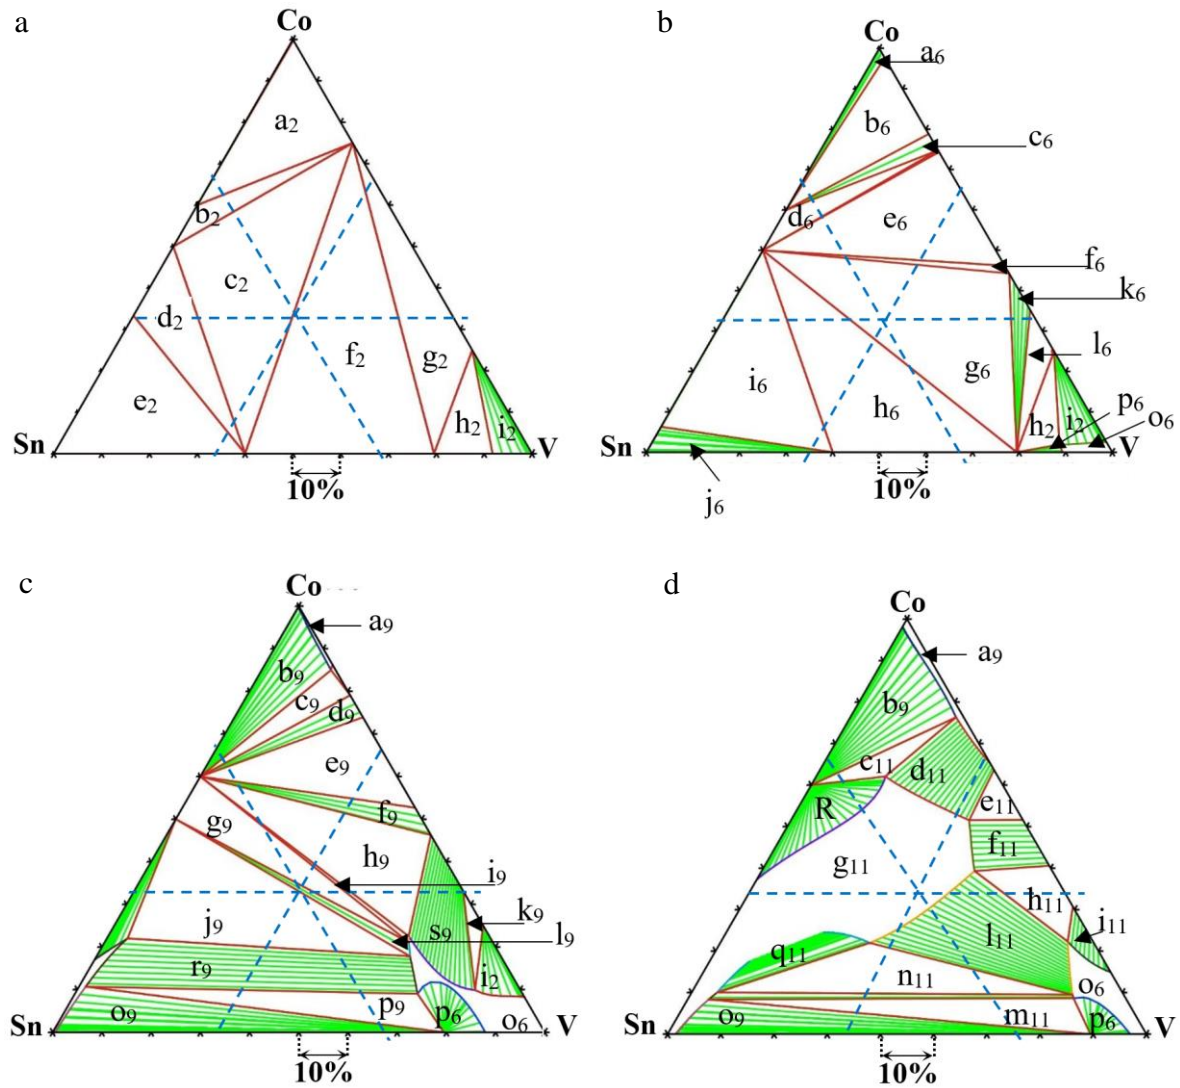 a
Co
a₂
b₂
c₂
d₂
e₂
f₂
g₂
h₂
i₂
Sn
V
10%
b
Co
a₆
b₆
c₆
d₆
e₆
f₆
k₆
l₆
g₆
i₆
h₆
h₂
i₂
p₆
o₆
Sn
V
j₆
10%
c
Co
a₉
b₉
c₉
d₉
e₉
f₉
g₉
h₉
i₉
k₉
s₉
l₉
j₉
r₉
i₂
o₉
p₉
p₆
o₆
Sn
V
10%
d
Co
a₉
b₉
c₁₁
d₁₁
R
e₁₁
f₁₁
g₁₁
h₁₁
i₁₁
l₁₁
q₁₁
n₁₁
o₆
o₉
m₁₁
p₆
Sn
V
10%